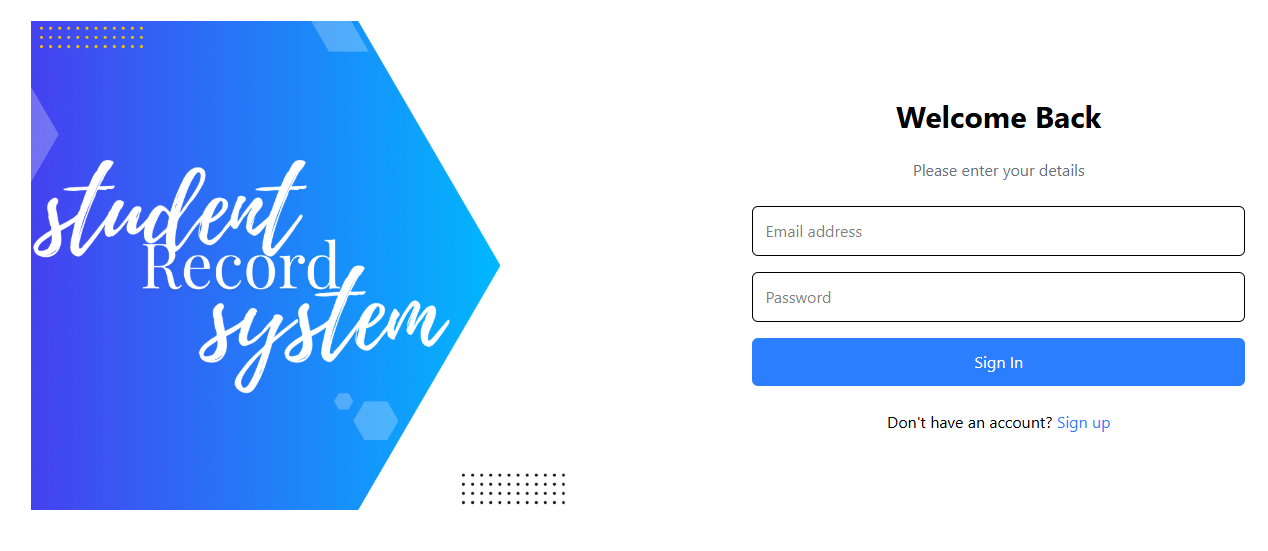 student
Record
system
Welcome Back
Please enter your details
Email address
Password
Sign In
Don't have an account? Sign up